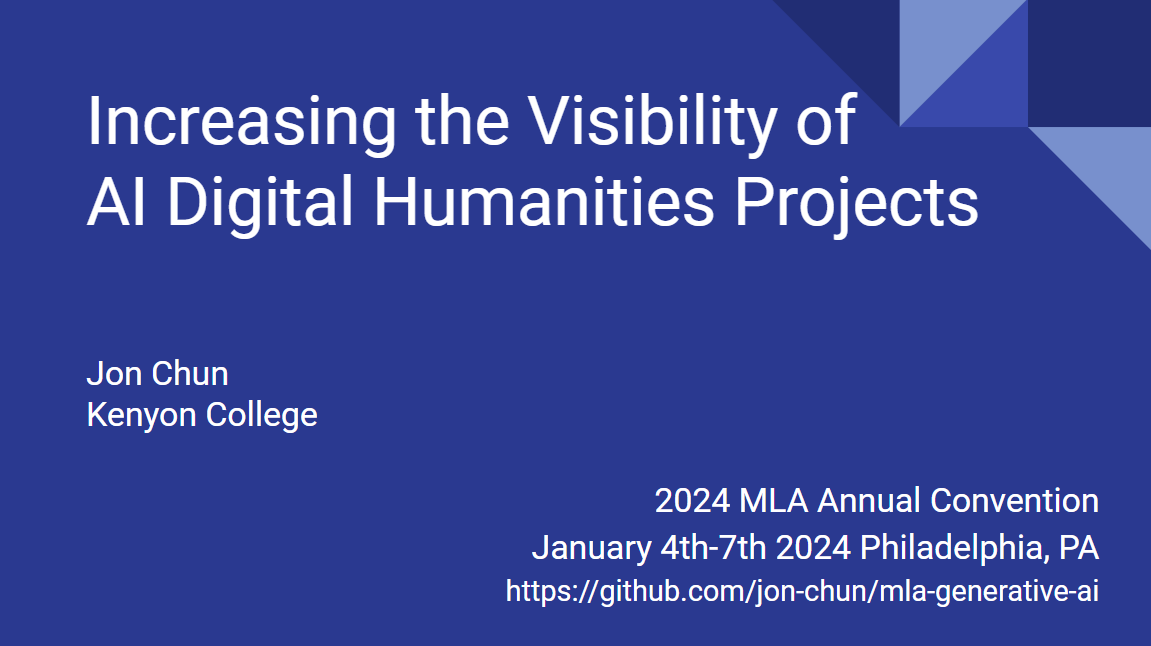 Increasing the Visibility of
AI Digital Humanities Projects
Jon Chun
Kenyon College
2024 MLA Annual Convention
January 4th-7th 2024 Philadelphia, PA
https://github.com/jon-chun/mla-generative-ai